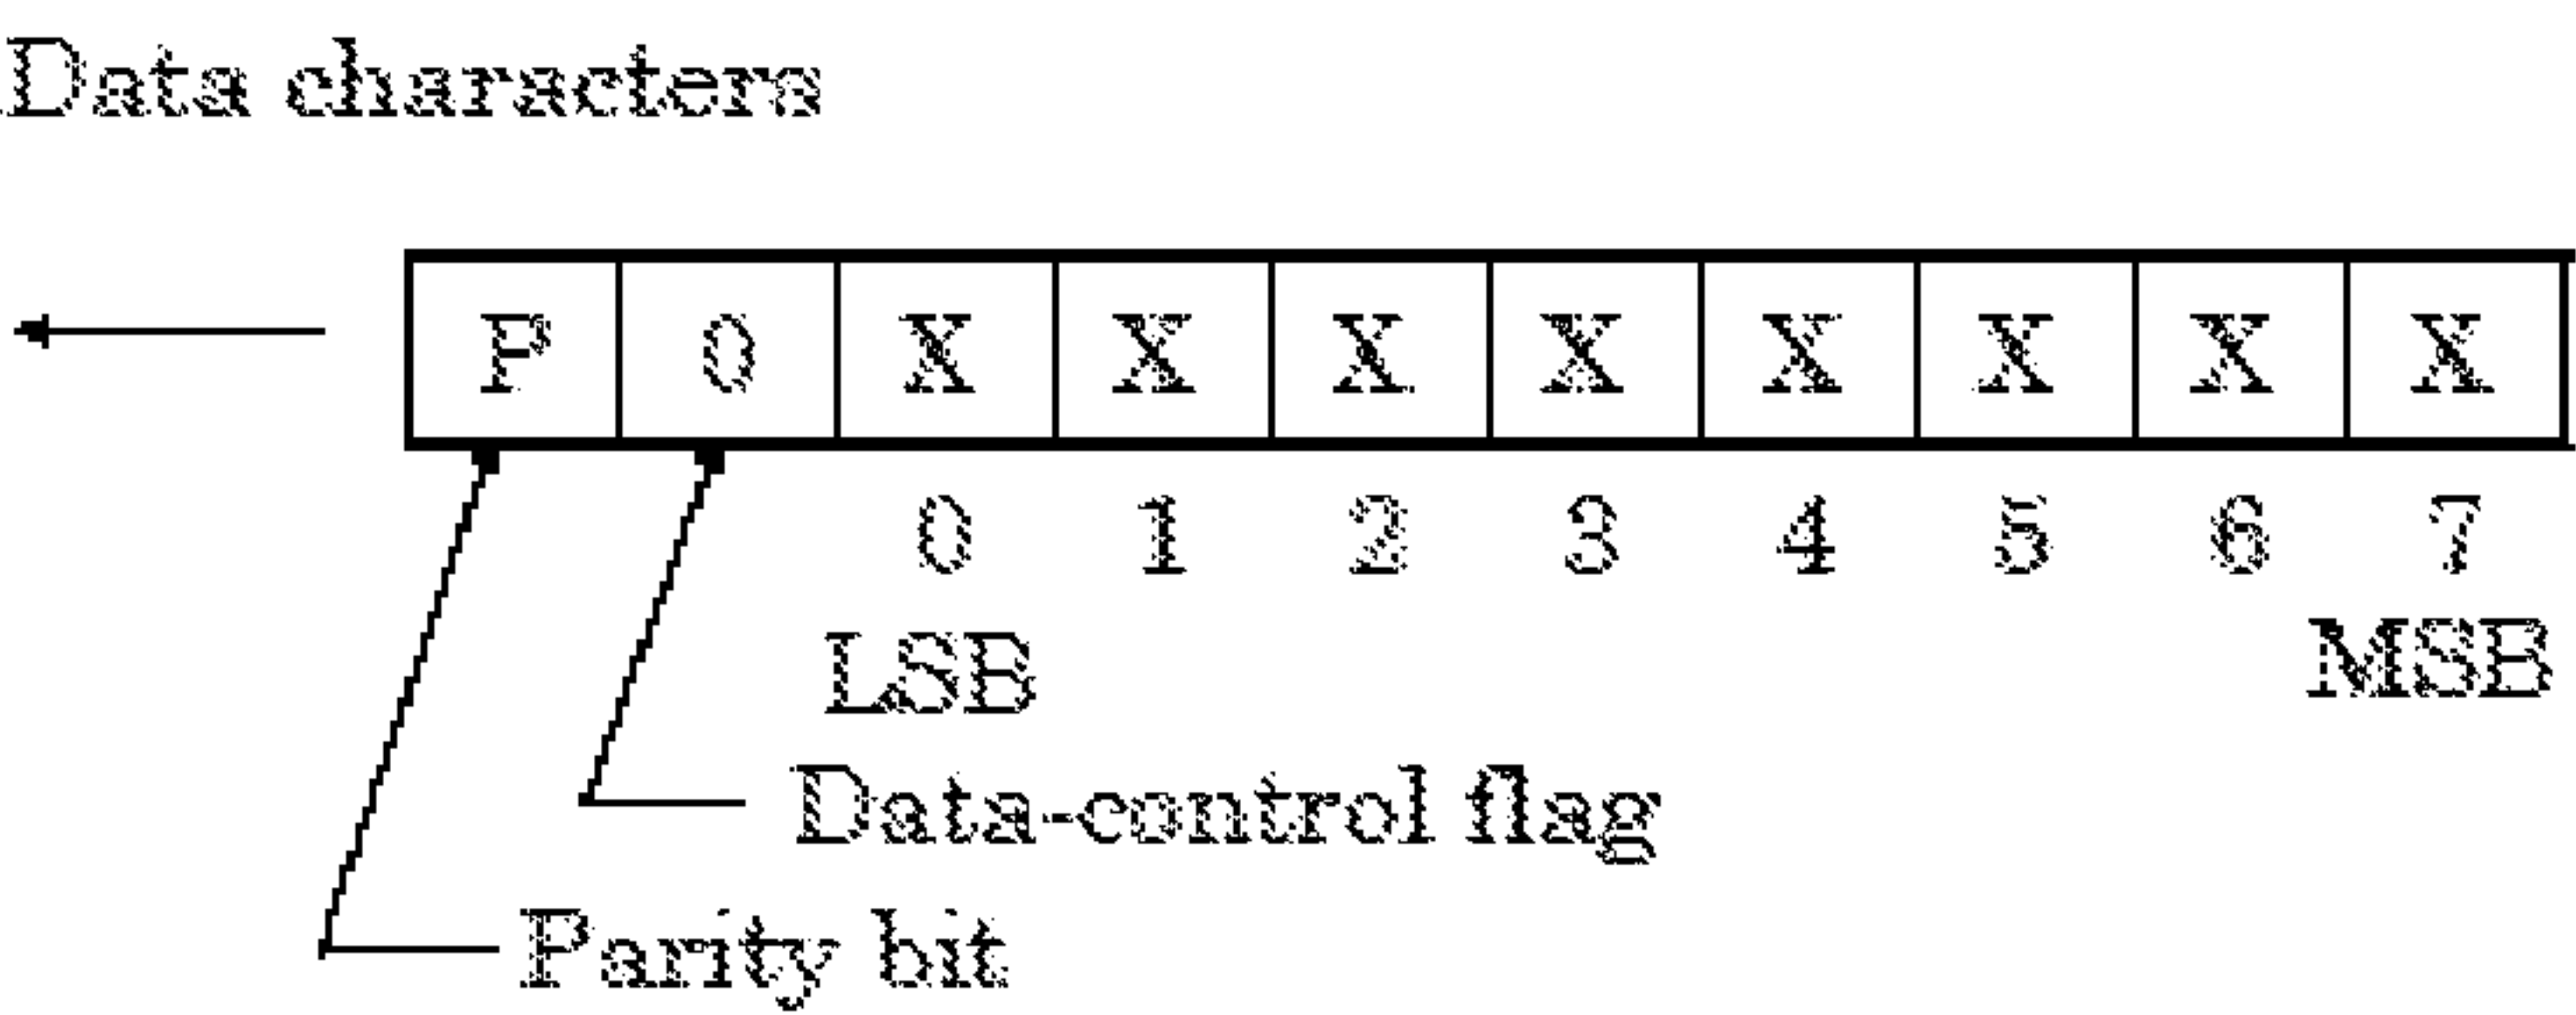 Data characters
P 0 X X X X X X X X
0 1 2 3 4 5 6 7
LSB MSB
Data-control flag
Parity bit